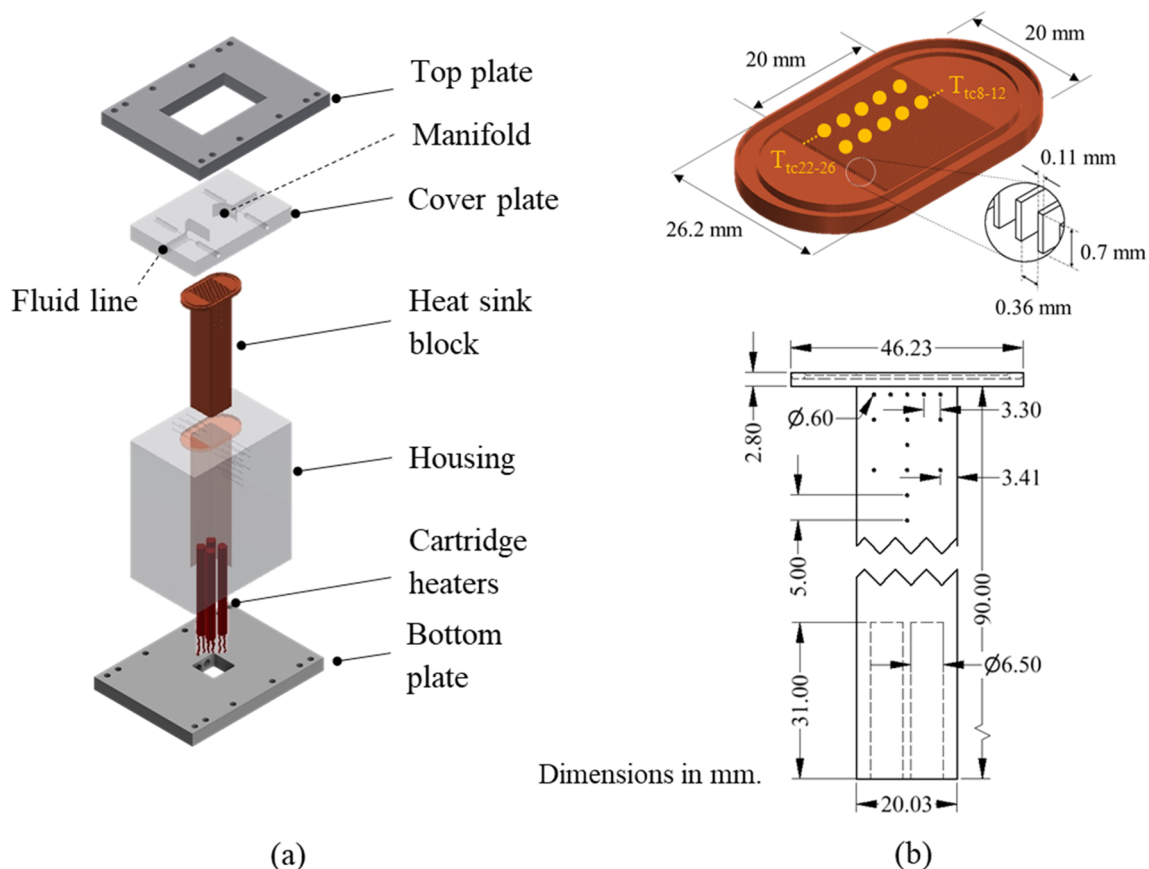 Top plate
Manifold
Cover plate
Fluid line
Heat sink
block
Housing
Cartridge
heaters
Bottom
plate
(a)
20 mm
20 mm
T tc8-12
T tc22-26
0.11 mm
26.2 mm
0.7 mm
0.36 mm
46.23
Ø.60
3.30
2.80
3.41
5.00
90.00
31.00
Ø6.50
Dimensions in mm.
20.03
(b)